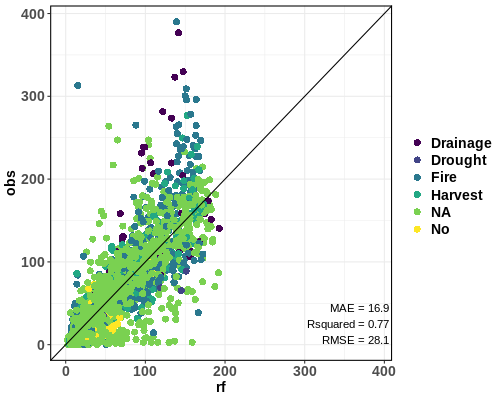 400
300
200
100
0
obs
0
100
200
300
400
rf
MAE = 16.9
Rsquared = 0.77
RMSE = 28.1
Drainage
Drought
Fire
Harvest
NA
No